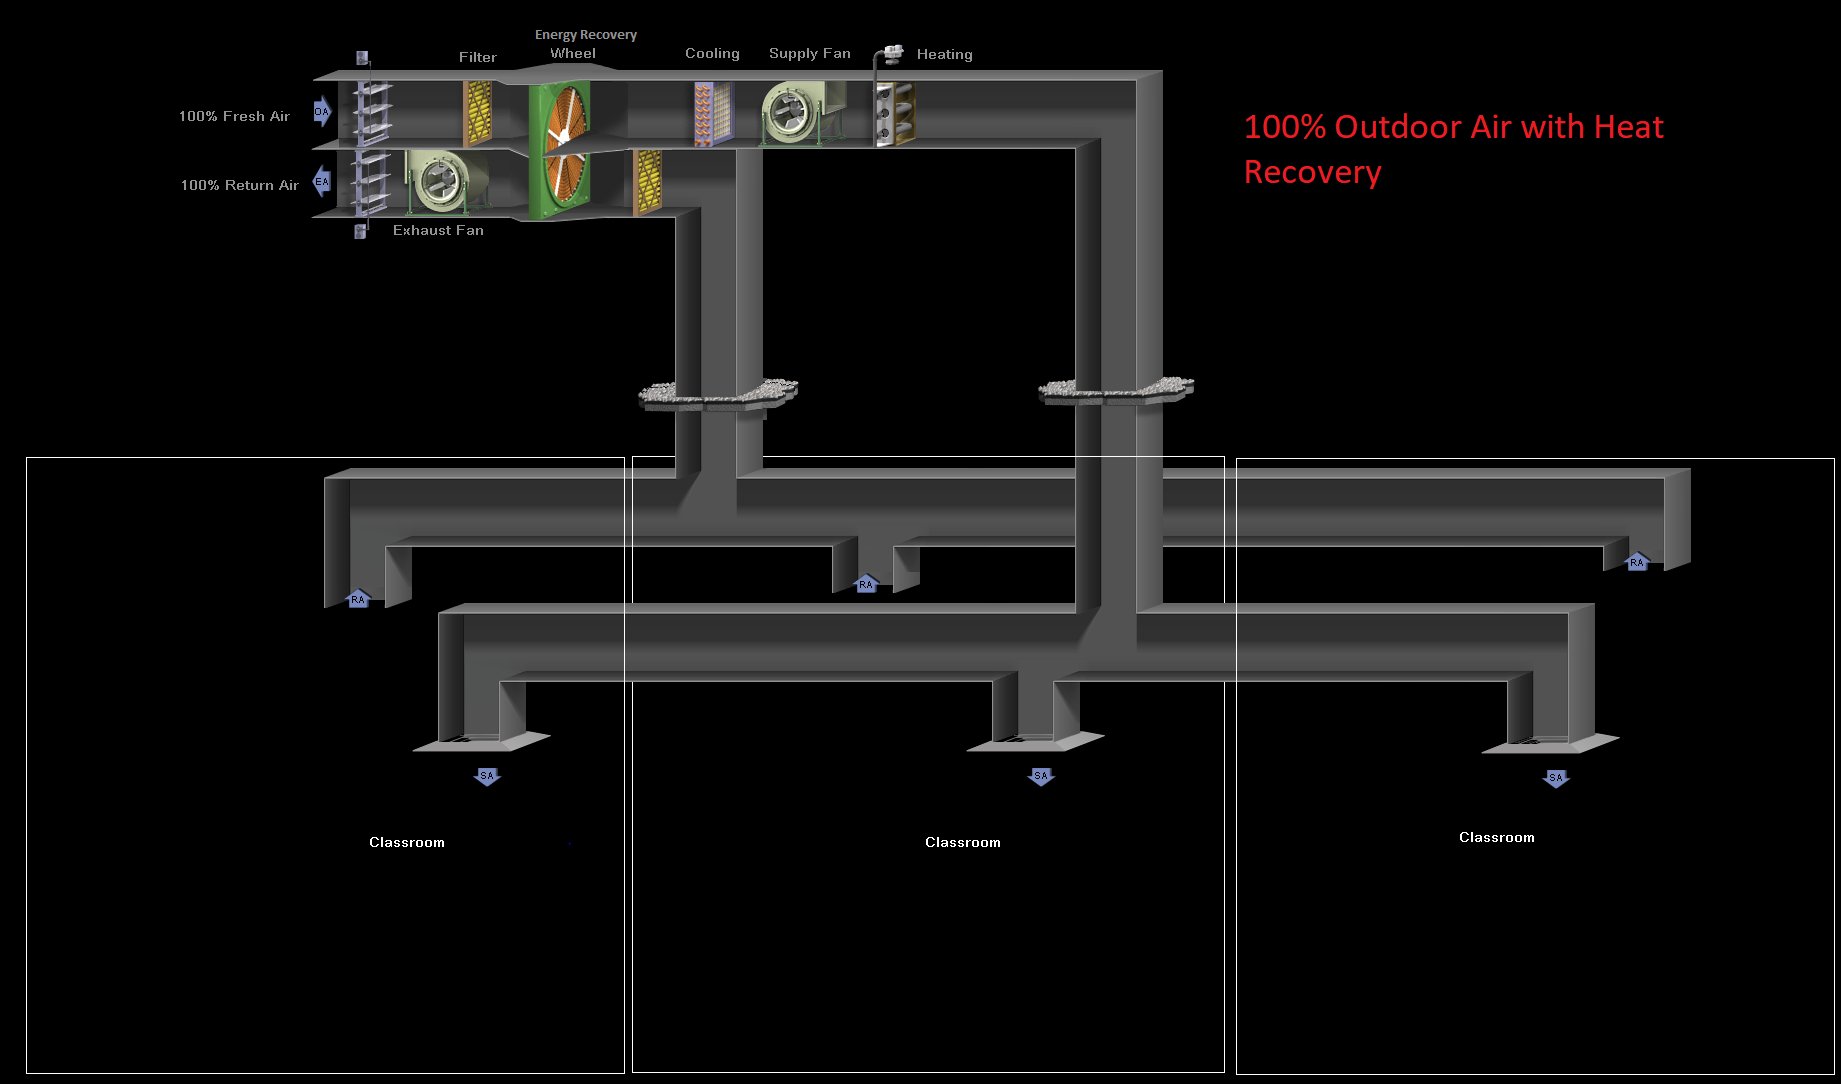 Energy Recovery
Filter
Wheel
Cooling
Supply Fan
Heating
100% Fresh Air
OA
100% Outdoor Air with Heat
Recovery
100% Return Air
EA
Exhaust Fan
RA
RA
RA
SA
SA
SA
Classroom
Classroom
Classroom